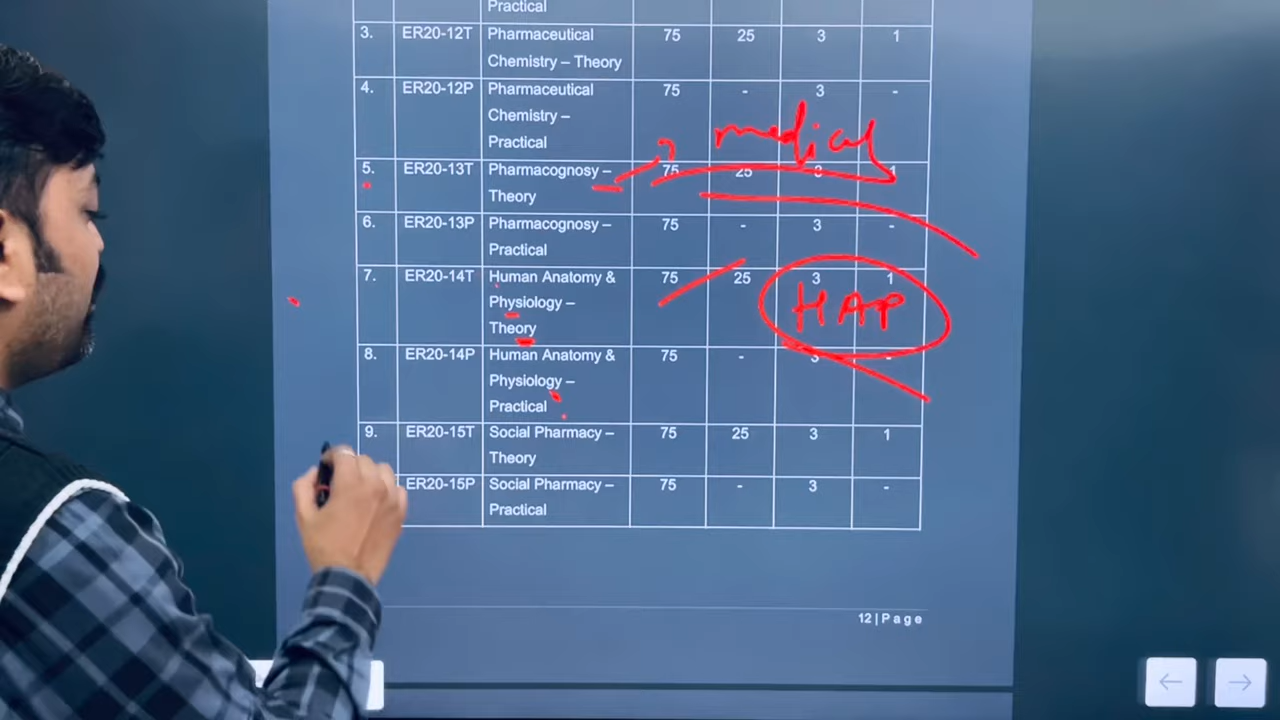 Practical
3. ER20-12T Pharmaceutical 75 25 3 1
Chemistry – Theory
4. ER20-12P Pharmaceutical 75 - 3 -
Chemistry –
Practical
medical
5. ER20-13T Pharmacognosy – 75 25 3 1
Theory
6. ER20-13P Pharmacognosy – 75 - 3 -
Practical
7. ER20-14T Human Anatomy & 75 25 3 1
Physiology – HAP
Theory
8. ER20-14P Human Anatomy & 75 - 3 -
Physiology –
Practical
9. ER20-15T Social Pharmacy – 75 25 3 1
Theory
ER20-15P Social Pharmacy – 75 - 3 -
Practical
12 | Page